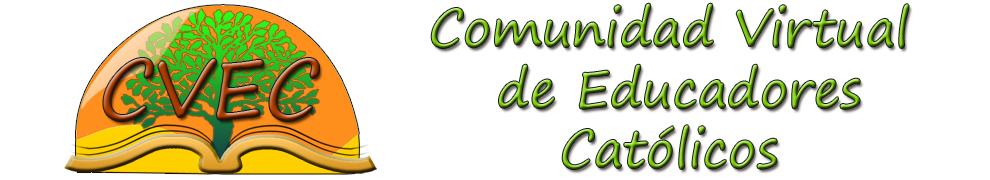 CVEC
Comunidad Virtual
de Educadores
Católicos